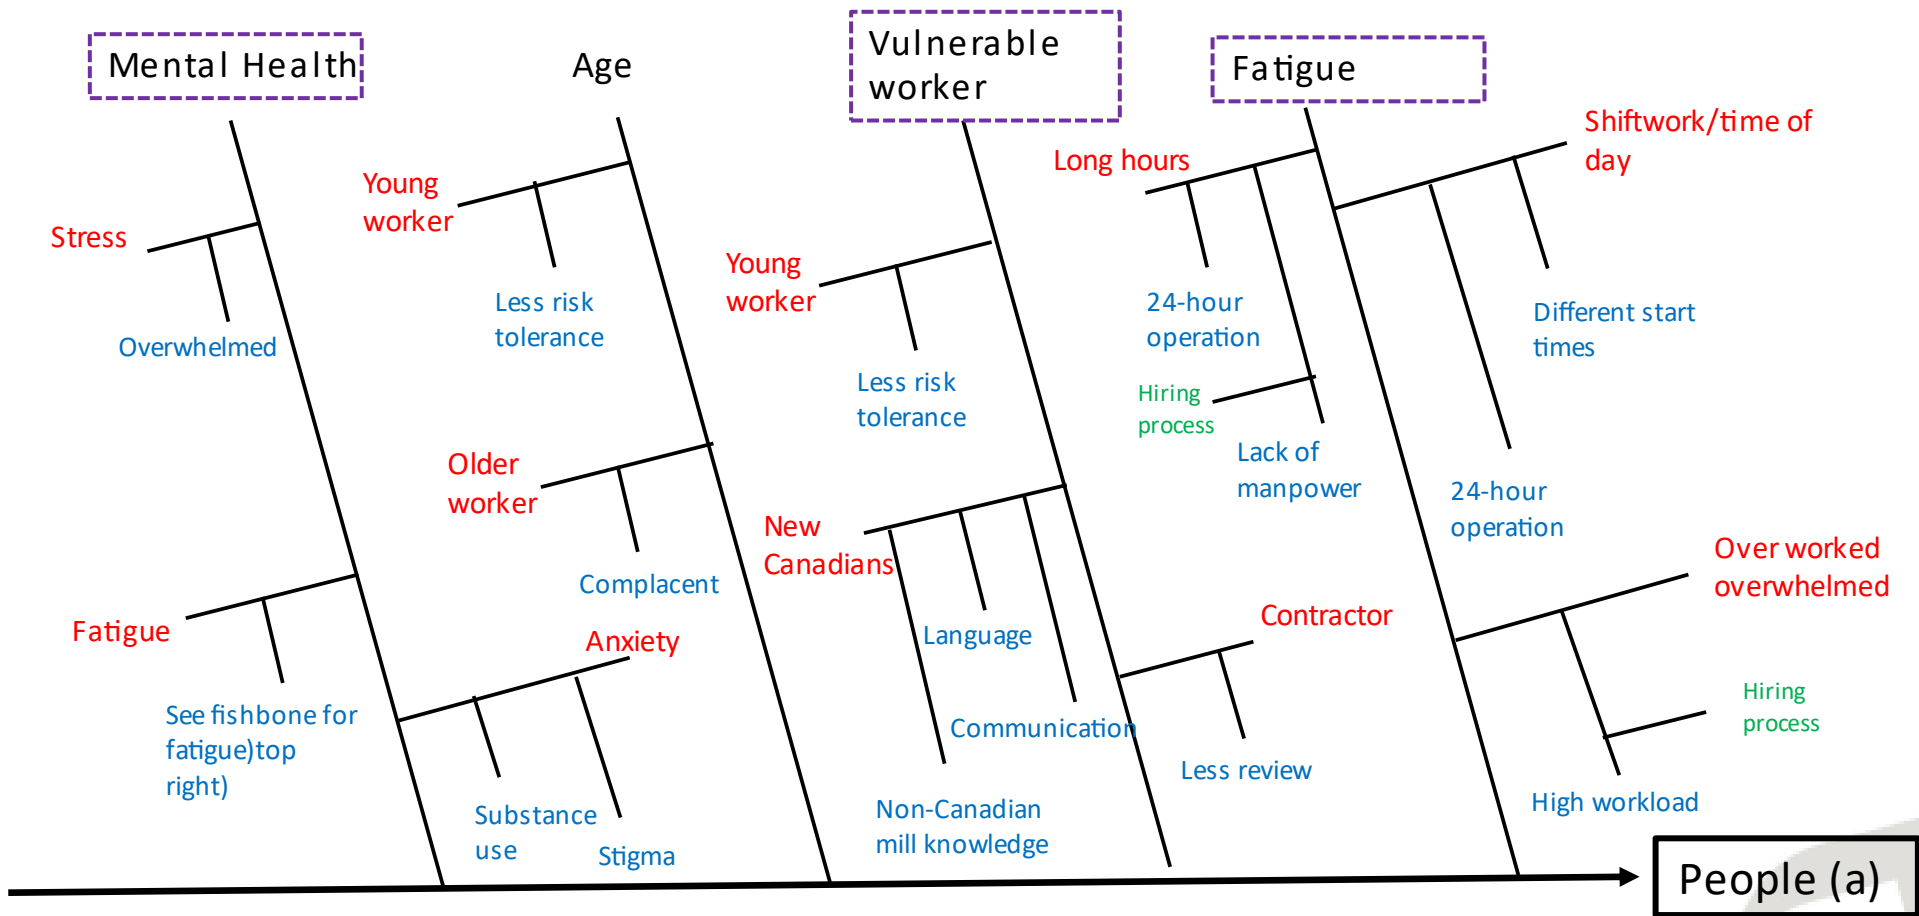 Mental Health
Age
Vulnerable
worker
Fatigue
Stress
Overwhelmed
Fatigue
See fishbone for
fatigue)top
right)
Anxiety
Substance
use
Stigma
Young
worker
Less risk
tolerance
Older
worker
Complacent
Young
worker
Less risk
tolerance
New
Canadians
Language
Communication
Non-Canadian
mill knowledge
Contractor
Less review
Long hours
24-hour
operation
Hiring
process
Lack of
manpower
Shiftwork/time of
day
Different start
times
24-hour
operation
Over worked
overwhelmed
Hiring
process
High workload
People (a)